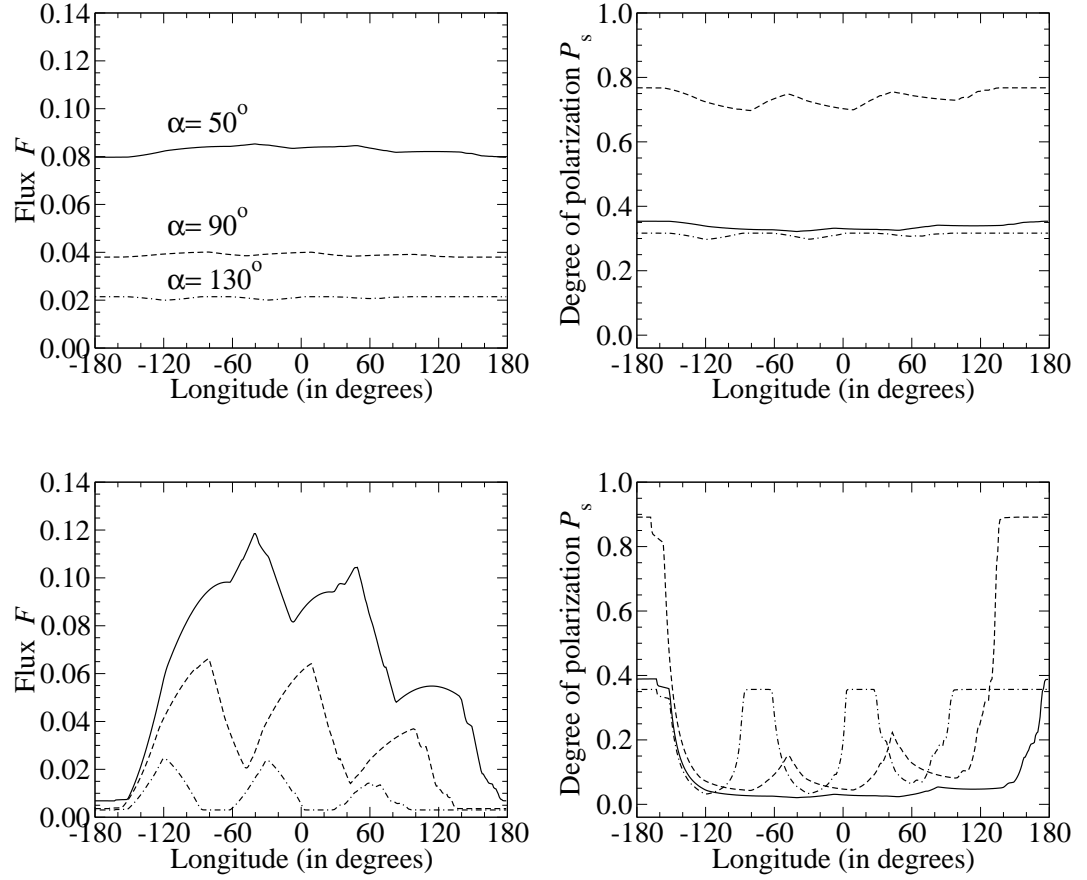 0.14
0.12
0.10
0.08
0.06
0.04
0.02
0.00
Flux F
α= 50°
α= 90°
α= 130°
-180 -120 -60 0 60 120 180
Longitude (in degrees)
1.0
0.8
0.6
0.4
0.2
0.0
Degree of polarization Pₛ
-180 -120 -60 0 60 120 180
Longitude (in degrees)
0.14
0.12
0.10
0.08
0.06
0.04
0.02
0.00
Flux F
-180 -120 -60 0 60 120 180
Longitude (in degrees)
1.0
0.8
0.6
0.4
0.2
0.0
Degree of polarization Pₛ
-180 -120 -60 0 60 120 180
Longitude (in degrees)